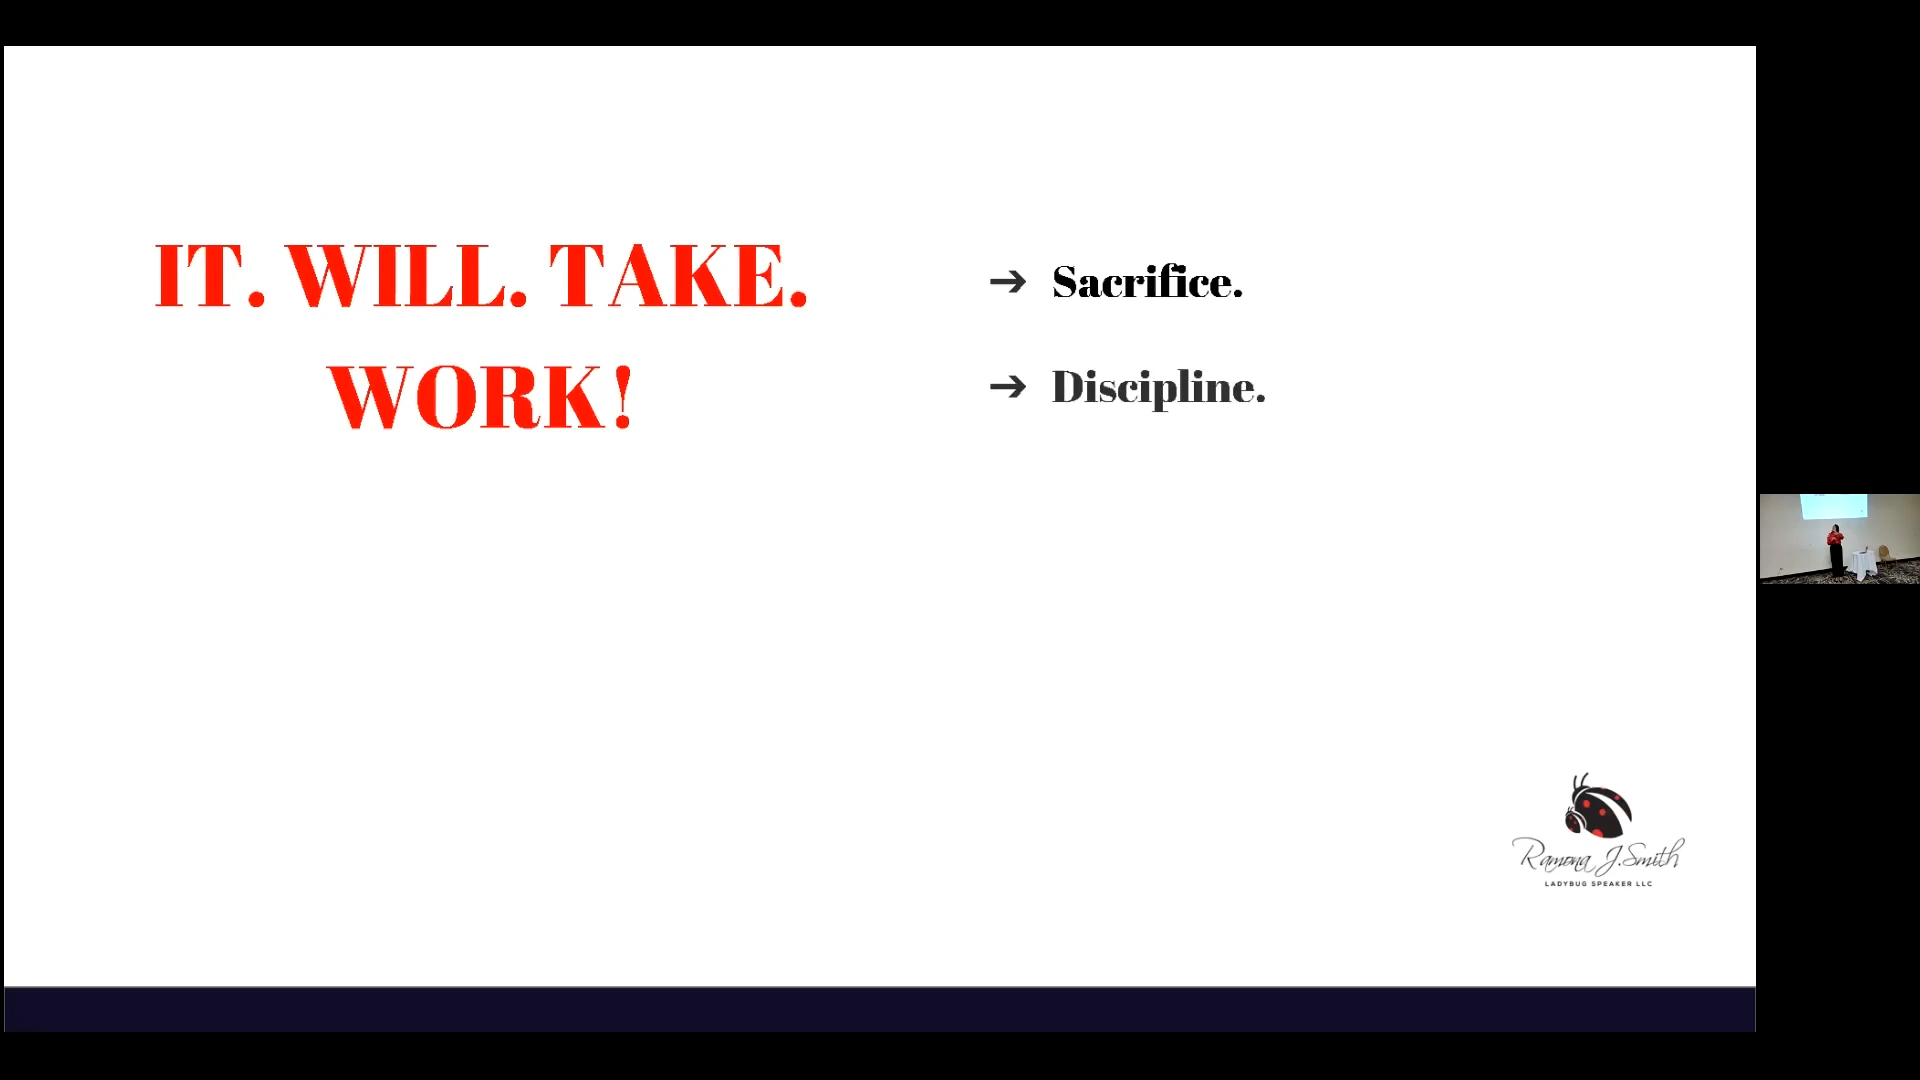 IT. WILL. TAKE.
WORK!
➔ Sacrifice.
➔ Discipline.
Ramona J. Smith
LADYBUG SPEAKER LLC